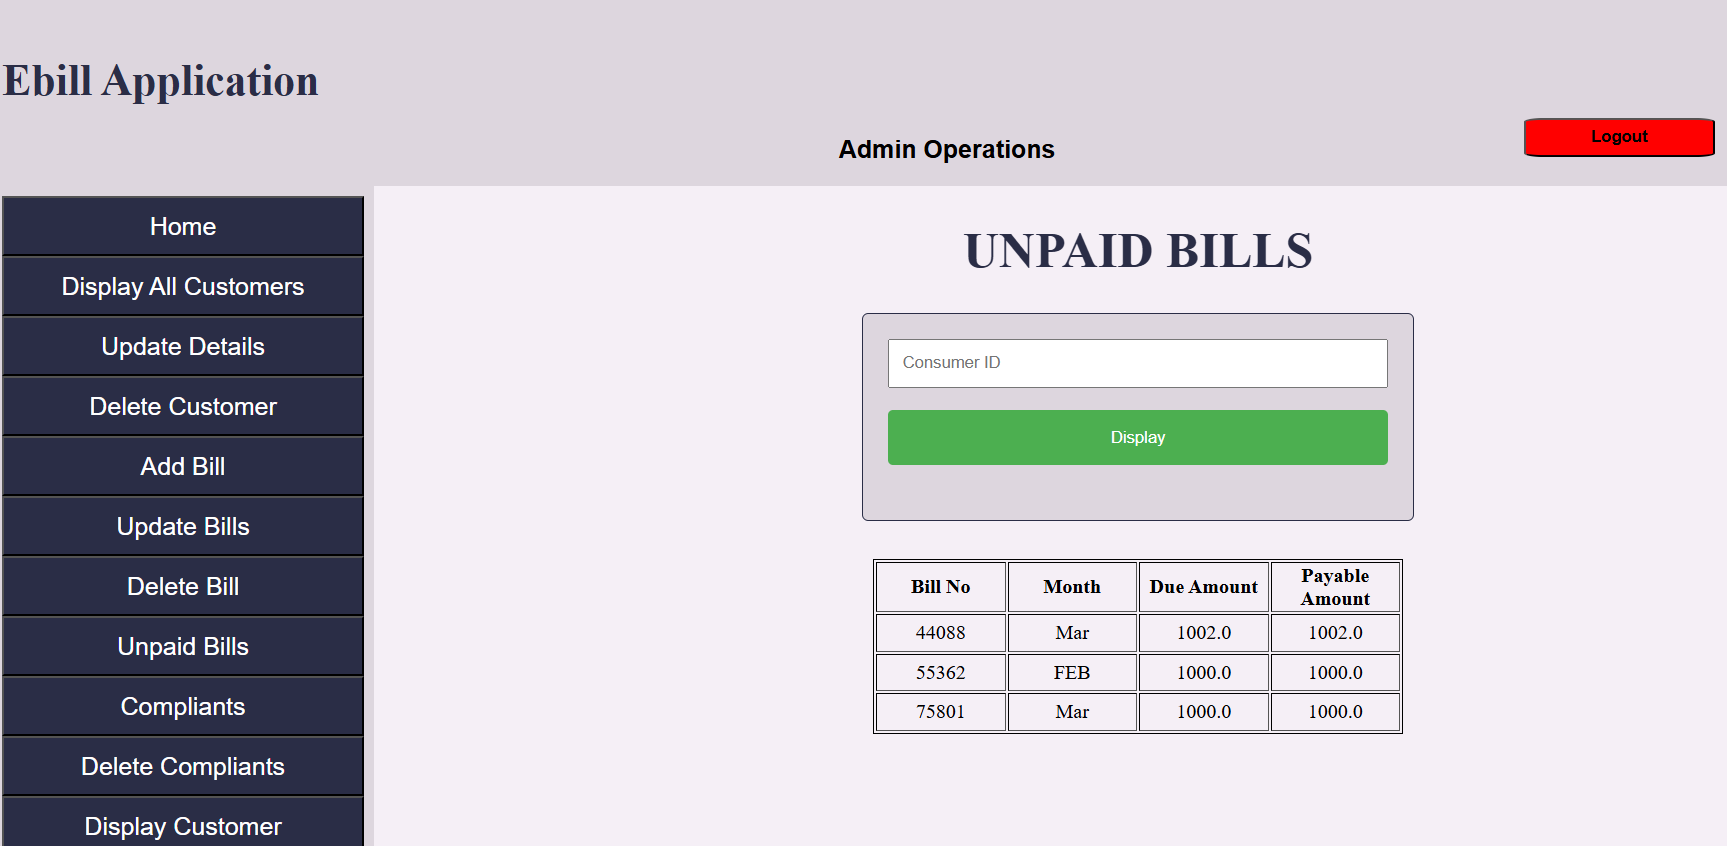 Ebill Application
Admin Operations
Logout
Home
Display All Customers
Update Details
Delete Customer
Add Bill
Update Bills
Delete Bill
Unpaid Bills
Compliants
Delete Compliants
Display Customer
UNPAID BILLS
Consumer ID
Display
Bill No Month Due Amount Payable Amount
44088 Mar 1002.0 1002.0
55362 FEB 1000.0 1000.0
75801 Mar 1000.0 1000.0